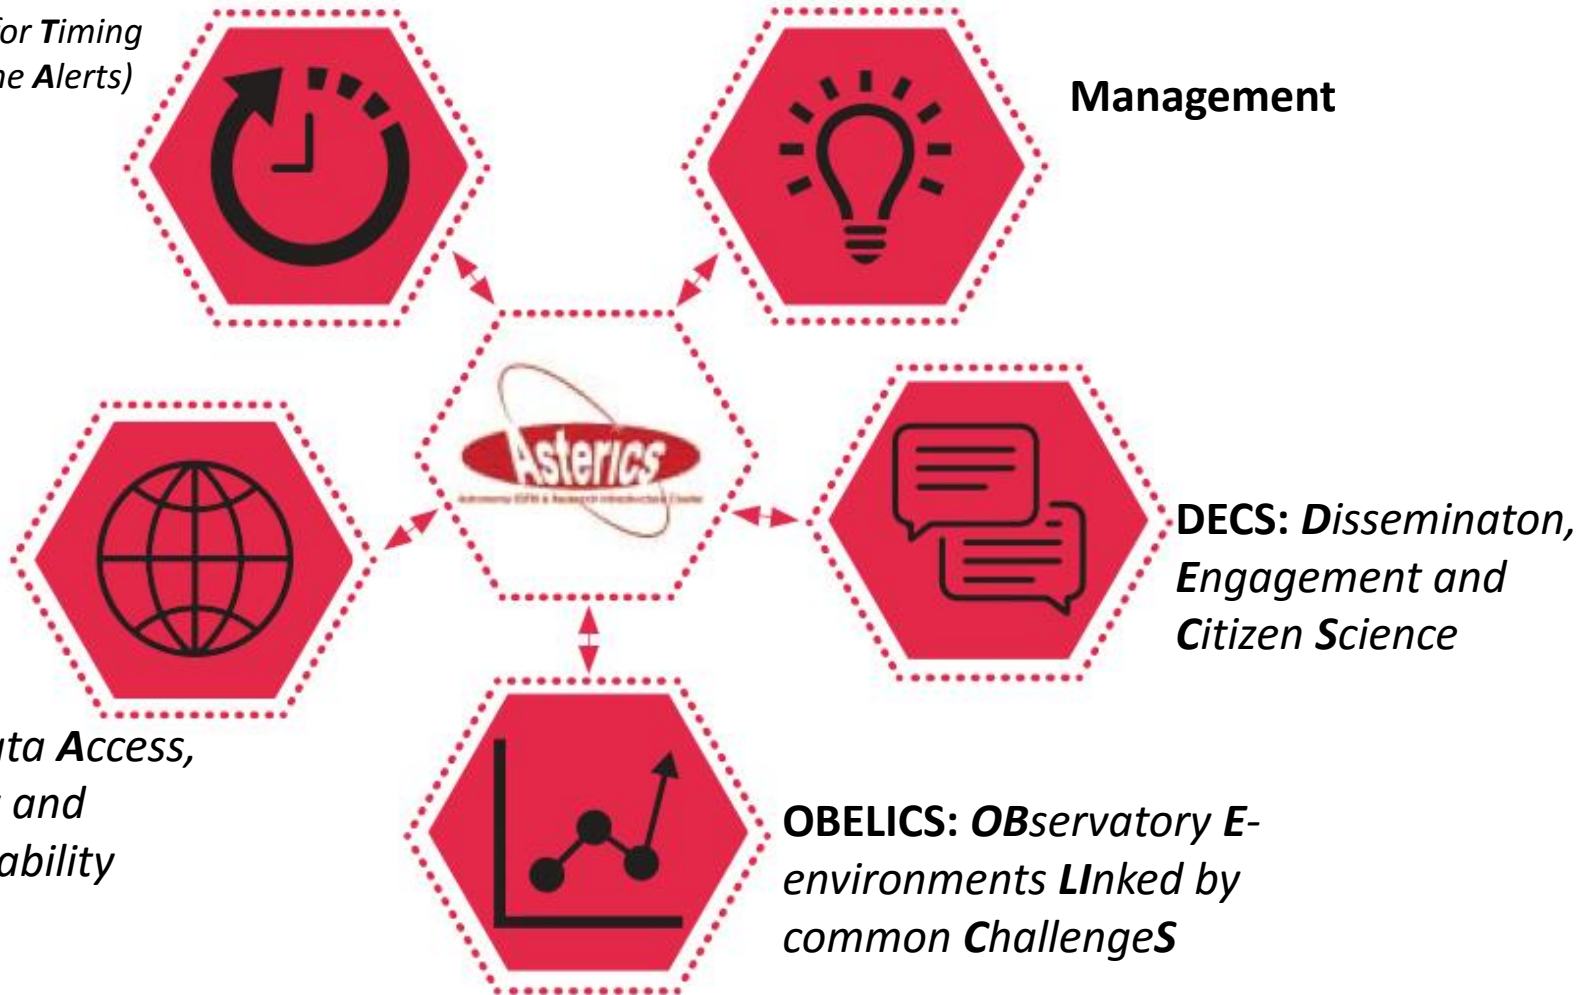 for Timing
ne Alerts)
Management
Asterics
DECS: Disseminaton,
Engagement and
Citizen Science
ata Access,
and
ability
OBELICS: OBservatory E-
environments LInked by
common ChallengeS